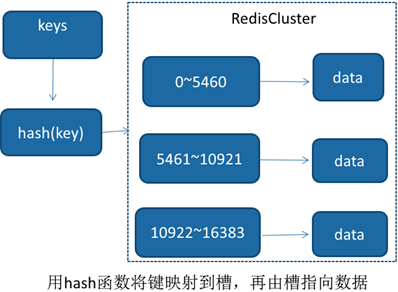 keys
RedisCluster
0~5460
data
hash(key)
5461~10921
data
10922~16383
data
用hash函数将键映射到槽，再由槽指向数据